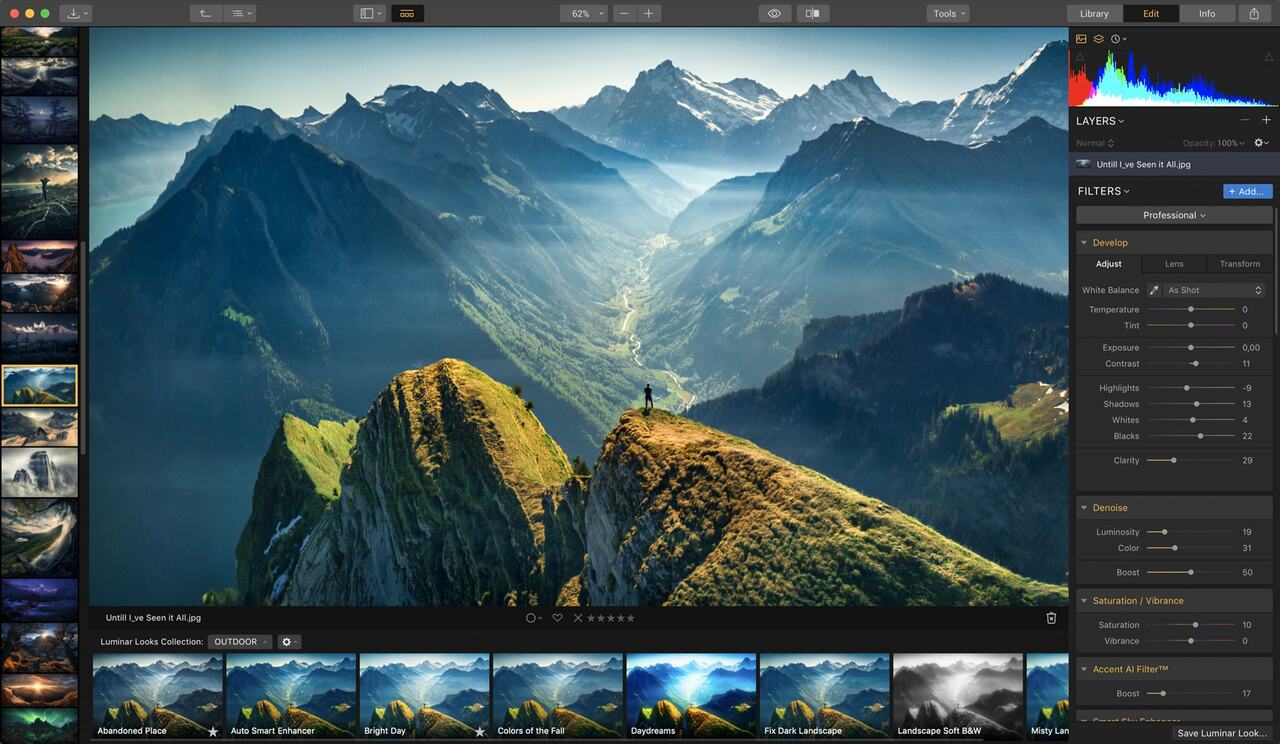 62%
Tools
Library Edit Info
LAYERS
Normal Opacity: 100%
Untill I_ve Seen it All.jpg
FILTERS + Add...
Professional
Develop
Adjust Lens Transform
White Balance As Shot
Temperature 0
Tint 0
Exposure 0,00
Contrast 11
Highlights -9
Shadows 13
Whites 4
Blacks 22
Clarity 29
Denoise
Luminosity 19
Color 31
Boost 50
Saturation / Vibrance
Saturation 10
Vibrance 0
Accent AI Filter™
Boost 17
Save Luminar Look...
Untill I_ve Seen it All.jpg
Luminar Looks Collection: OUTDOOR
Abandoned Place
Auto Smart Enhancer
Bright Day
Colors of the Fall
Daydreams
Fix Dark Landscape
Landscape Soft B&W
Misty Lan